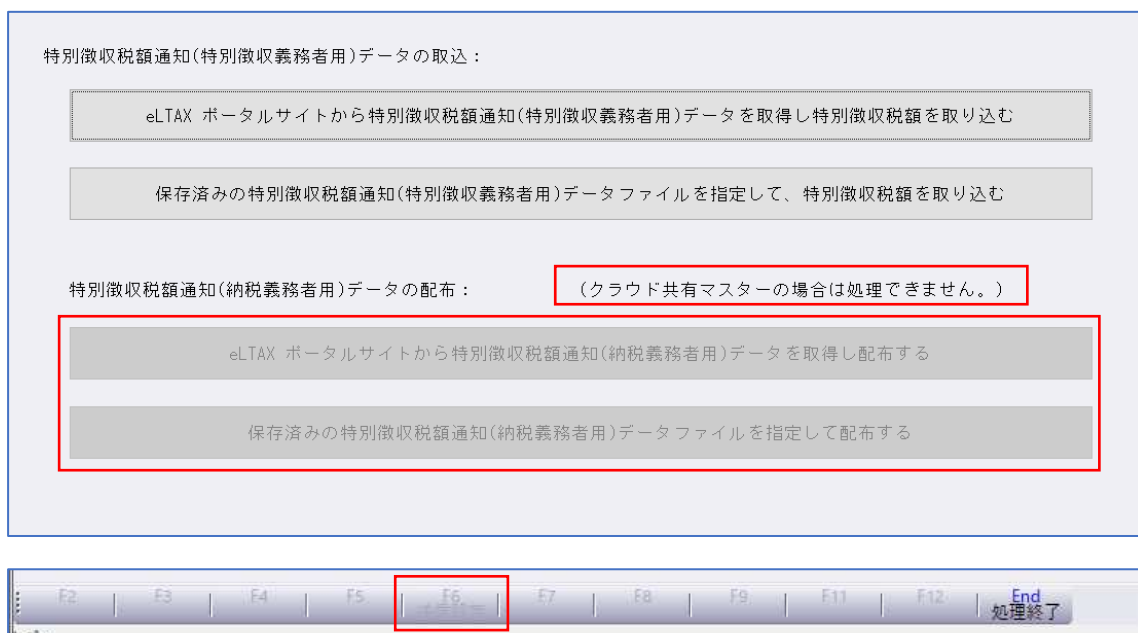 特別徴収税額通知(特別徴収義務者用)データの取込：
eLTAX ポータルサイトから特別徴収税額通知(特別徴収義務者用)データを取得し特別徴収税額を取り込む
保存済みの特別徴収税額通知(特別徴収義務者用)データファイルを指定して、特別徴収税額を取り込む
特別徴収税額通知(納税義務者用)データの配布： (クラウド共有マスターの場合は処理できません。)
eLTAX ポータルサイトから特別徴収税額通知(納税義務者用)データを取得し配布する
保存済みの特別徴収税額通知(納税義務者用)データファイルを指定して配布する
F2 F3 F4 F5 F6 F7 F8 F9 F11 F12 End
処理終了